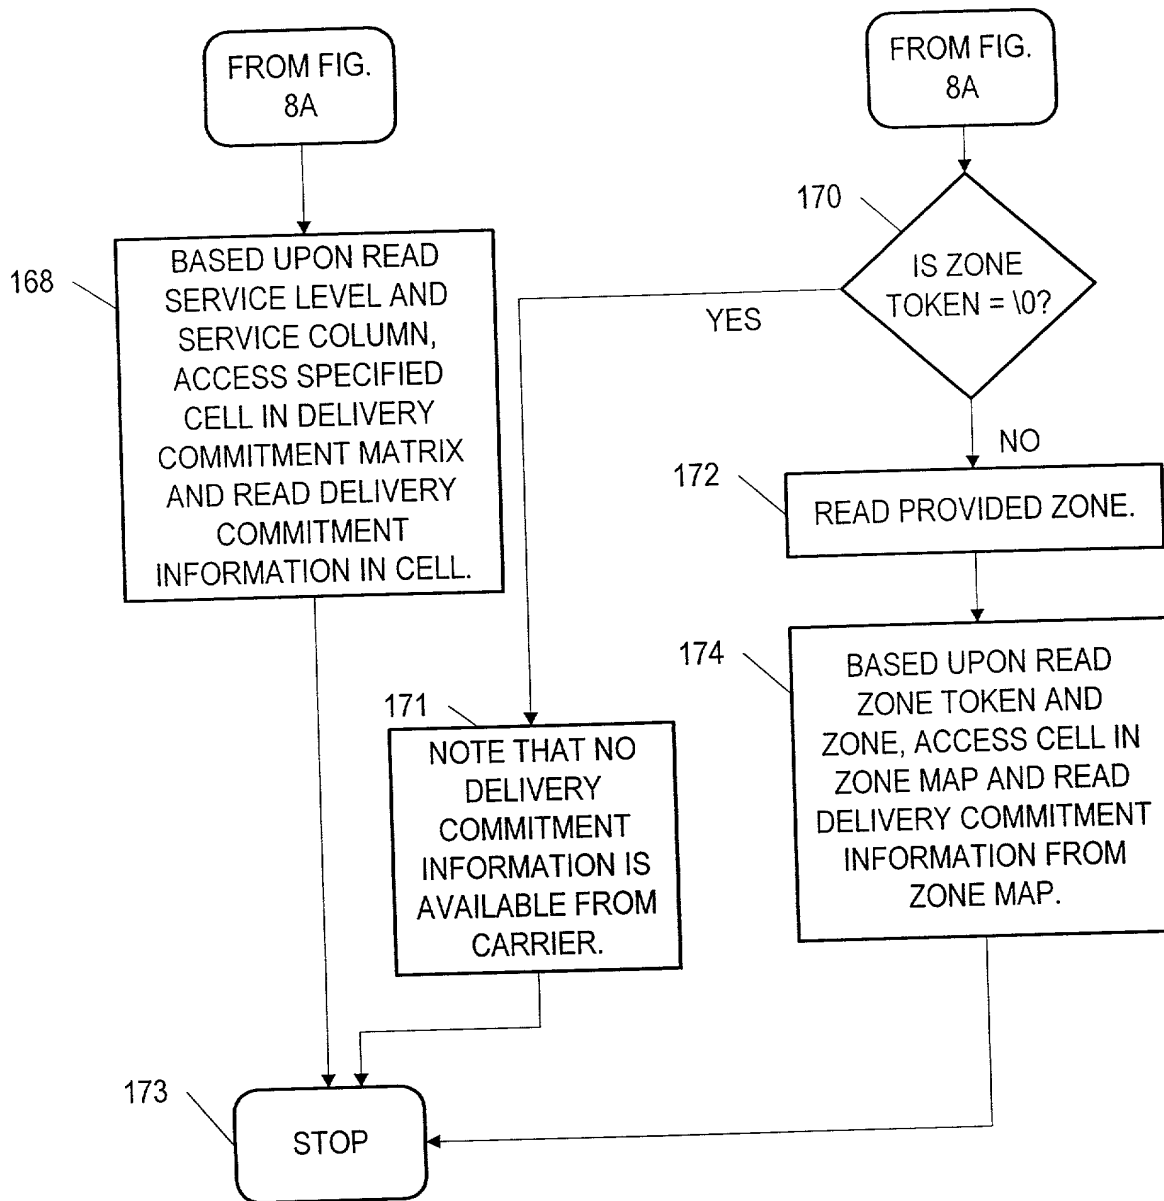 FROM FIG.
8A
168
BASED UPON READ
SERVICE LEVEL AND
SERVICE COLUMN,
ACCESS SPECIFIED
CELL IN DELIVERY
COMMITMENT MATRIX
AND READ DELIVERY
COMMITMENT
INFORMATION IN CELL.
FROM FIG.
8A
170
IS ZONE
TOKEN = \0?
YES
NO
172
READ PROVIDED ZONE.
174
BASED UPON READ
ZONE TOKEN AND
ZONE, ACCESS CELL IN
ZONE MAP AND READ
DELIVERY COMMITMENT
INFORMATION FROM
ZONE MAP.
171
NOTE THAT NO
DELIVERY
COMMITMENT
INFORMATION IS
AVAILABLE FROM
CARRIER.
173
STOP